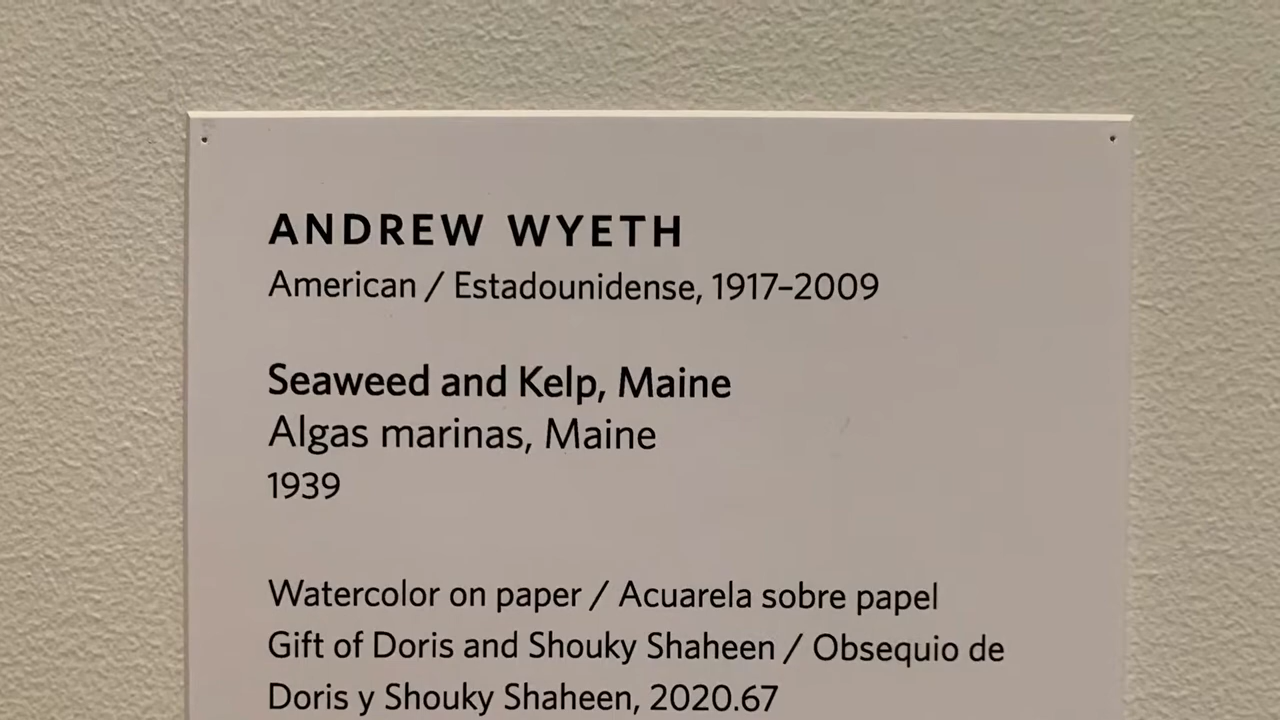 ANDREW WYETH
American / Estadounidense, 1917–2009
Seaweed and Kelp, Maine
Algas marinas, Maine
1939
Watercolor on paper / Acuarela sobre papel
Gift of Doris and Shouky Shaheen / Obsequio de
Doris y Shouky Shaheen, 2020.67